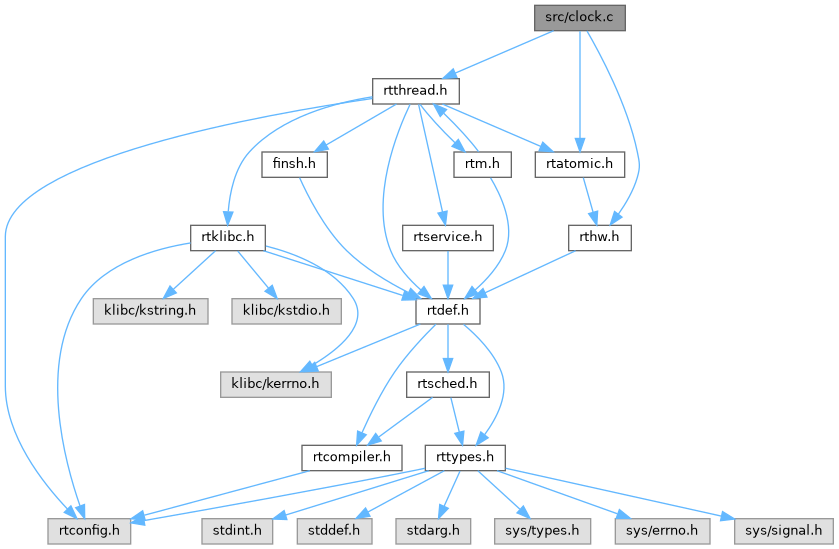 src/clock.c
rtthread.h
finsh.h
rtm.h
rtatomic.h
rtklibc.h
rtservice.h
rthw.h
klibc/kstring.h
klibc/kstdio.h
rtdef.h
klibc/kerrno.h
rtsched.h
rtcompiler.h
rttypes.h
rtconfig.h
stdint.h
stddef.h
stdarg.h
sys/types.h
sys/errno.h
sys/signal.h